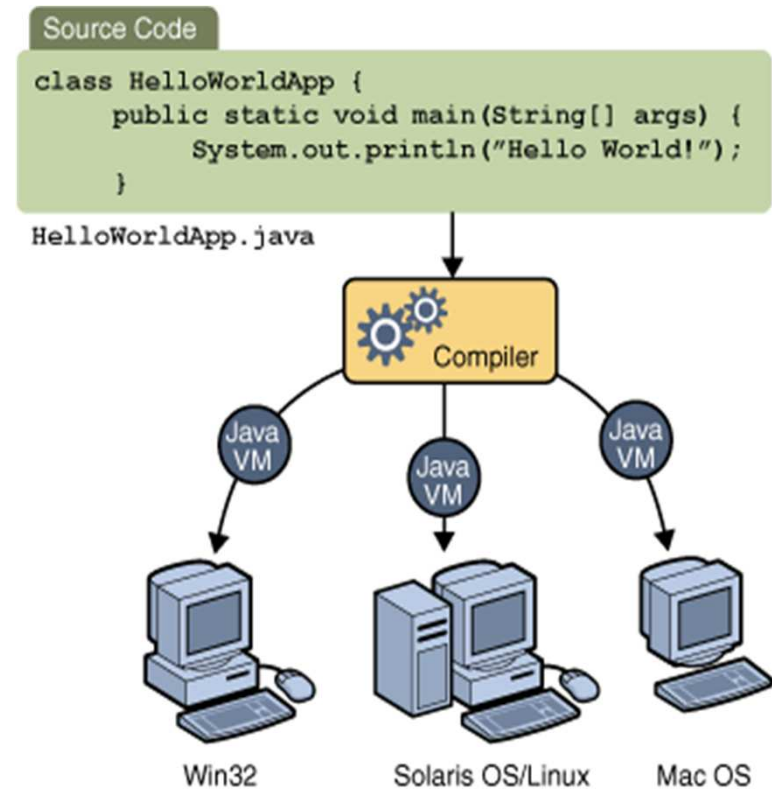 Source Code
class HelloWorldApp {
public static void main(String[] args) {
System.out.println("Hello World!");
}
HelloWorldApp.java
Compiler
Java
VM
Java
VM
Java
VM
Win32
Solaris OS/Linux
Mac OS